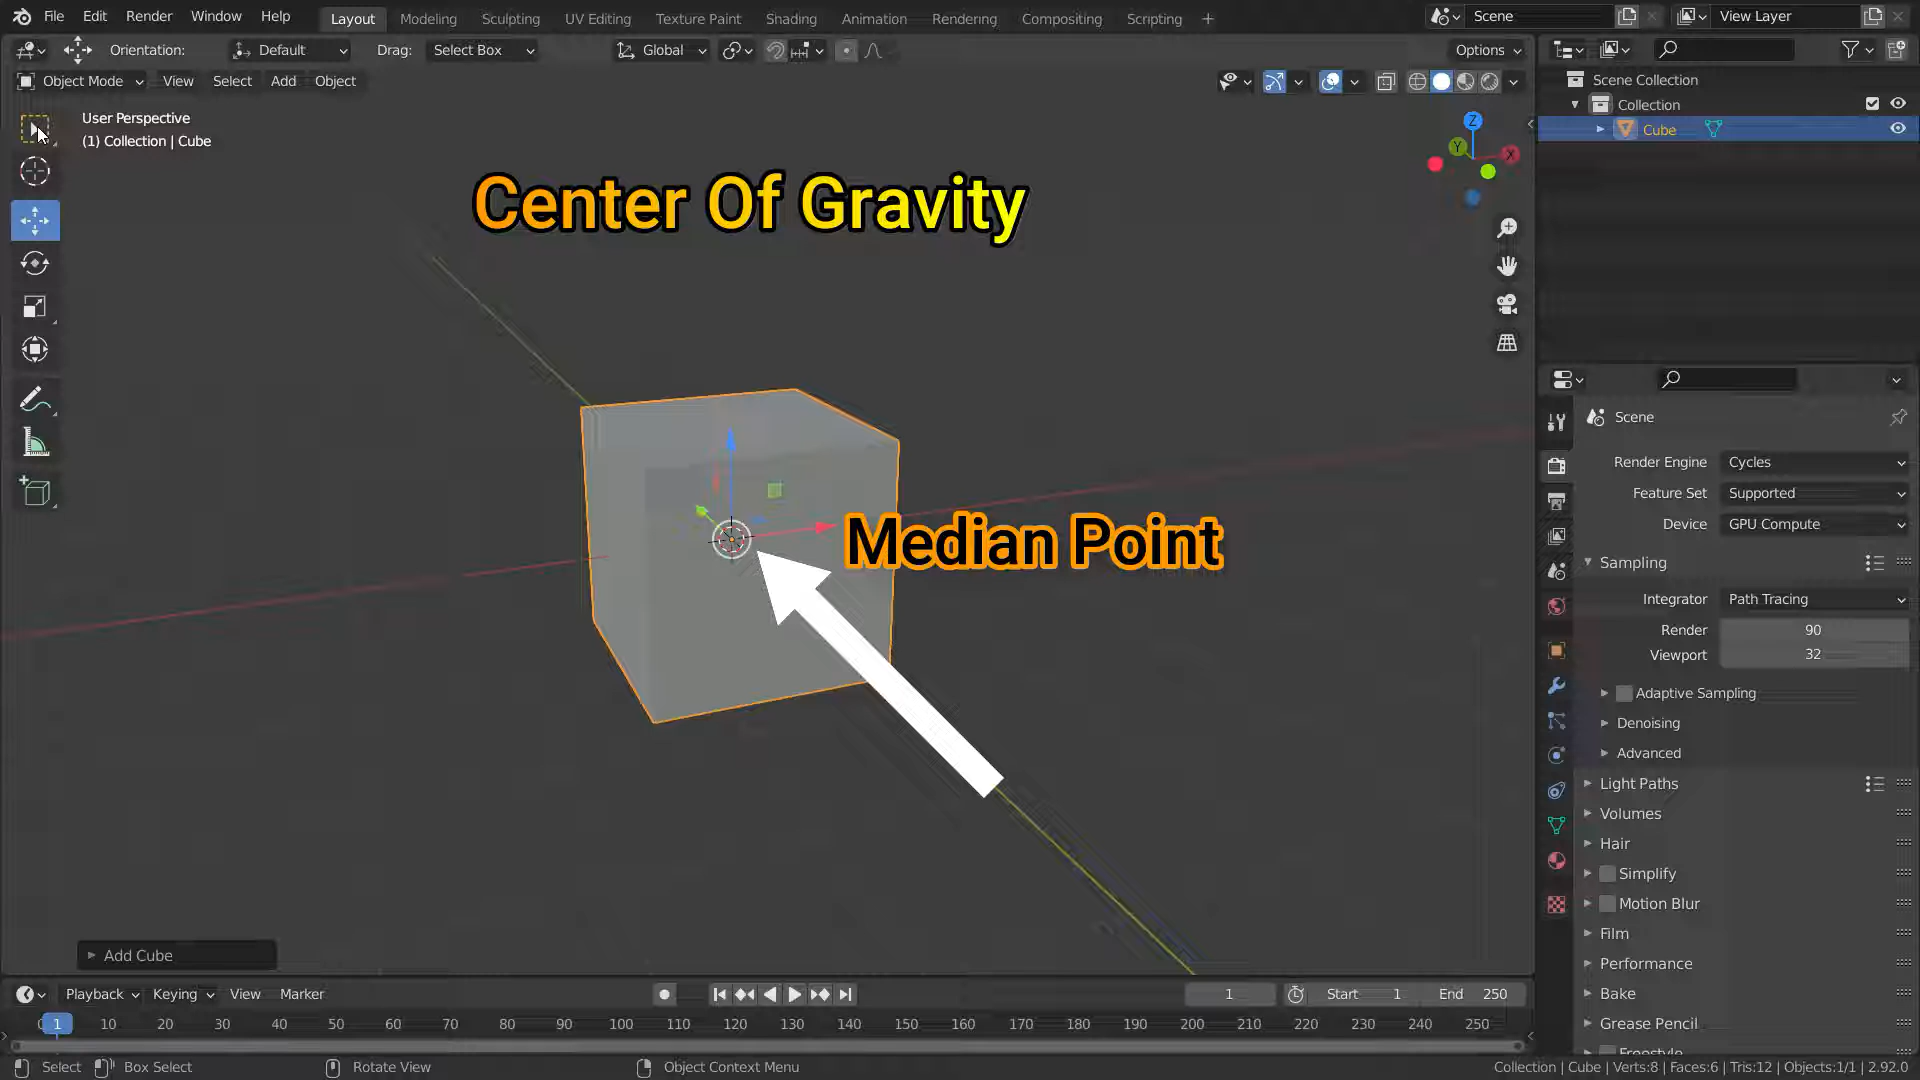 File Edit Render Window Help Layout Modeling Sculpting UV Editing Texture Paint Shading Animation Rendering Compositing Scripting + Scene View Layer
Orientation: Default Drag: Select Box Global Options
Object Mode View Select Add Object
Scene Collection
Collection
Cube
User Perspective
(1) Collection | Cube
Z
Y
X
Center Of Gravity
Median Point
Scene
Render Engine Cycles
Feature Set Supported
Device GPU Compute
Sampling
Integrator Path Tracing
Render 90
Viewport 32
Adaptive Sampling
Denoising
Advanced
Light Paths
Volumes
Hair
Simplify
Motion Blur
Film
Performance
Bake
Grease Pencil
Freestyle
Add Cube
Playback Keying View Marker 1 Start 1 End 250
0 1 10 20 30 40 50 60 70 80 90 100 110 120 130 140 150 160 170 180 190 200 210 220 230 240 250
Select Box Select Rotate View Object Context Menu Collection | Cube | Verts:8 | Faces:6 | Tris:12 | Objects:1/1 | 2.92.0